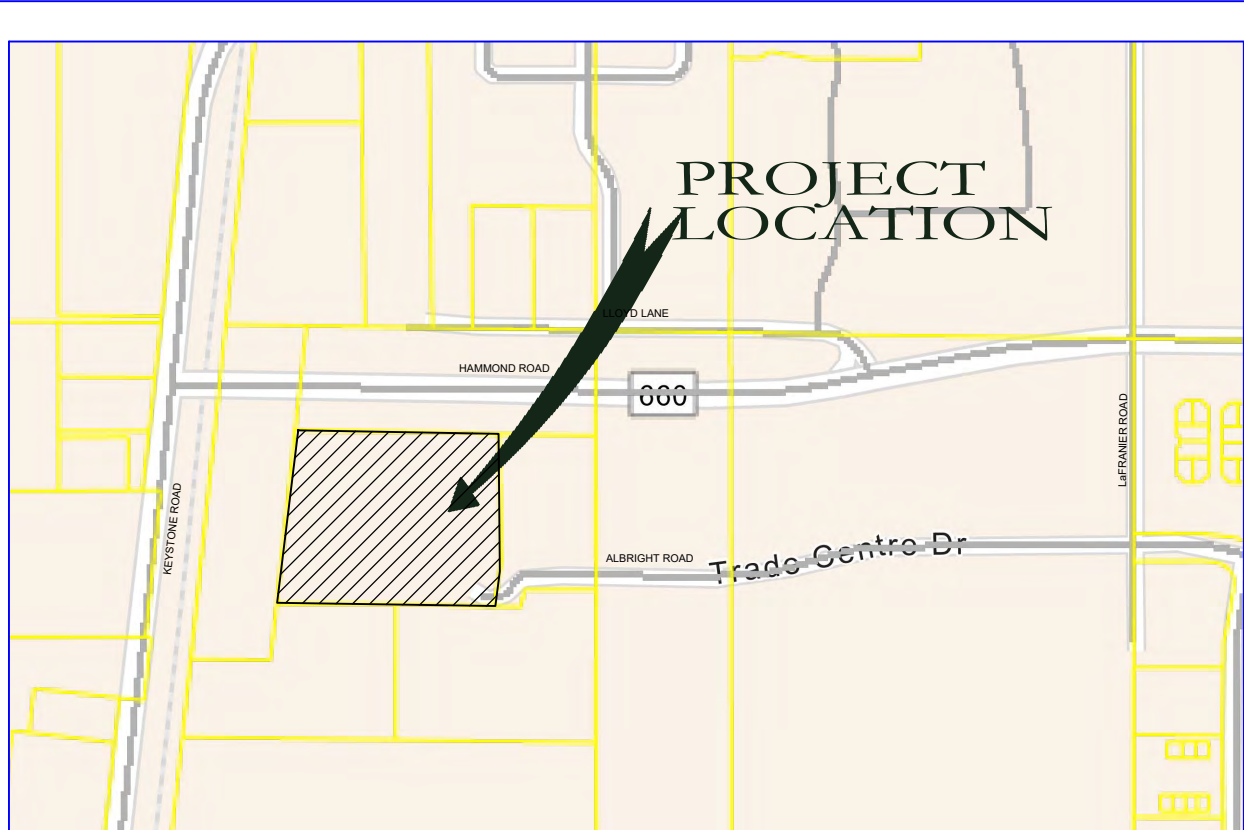 PROJECT
LOCATION
LLOYD LANE
HAMMOND ROAD
660
LaFRANIER ROAD
KEYSTONE ROAD
ALBRIGHT ROAD
Trade Centre Dr